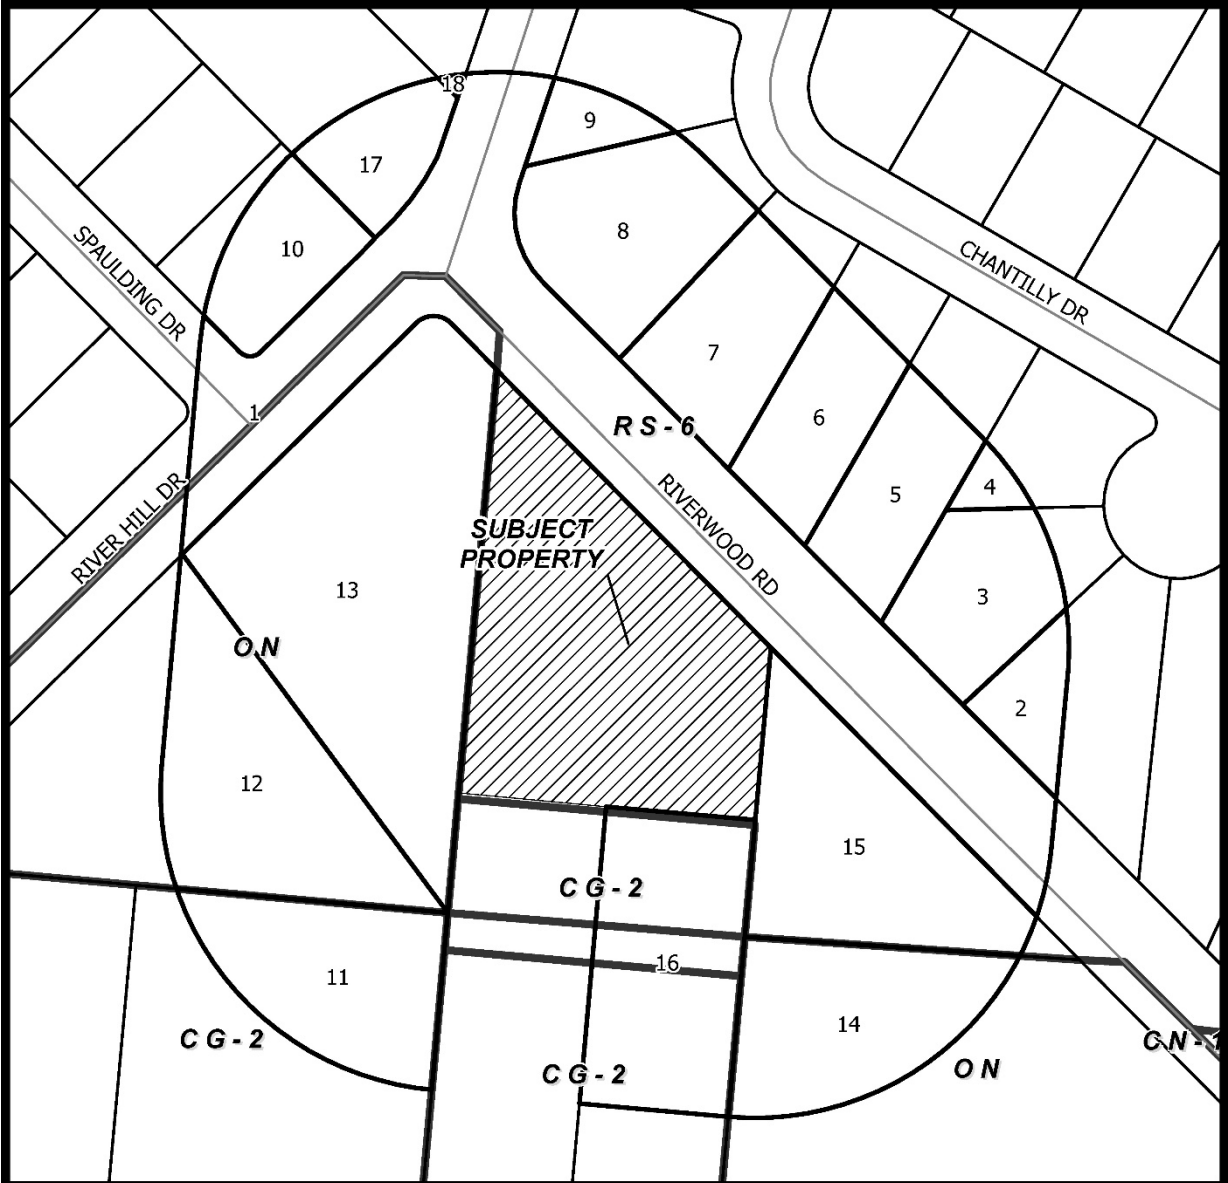 18
9
17
8
10
SPAULDING DR
CHANTILLY DR
7
1
6
RS-6
RIVER HILL DR
RIVERWOOD RD
5
4
SUBJECT
PROPERTY
13
3
ON
2
12
15
CG-2
16
11
14
CG-2
CG-2
ON
CN-1